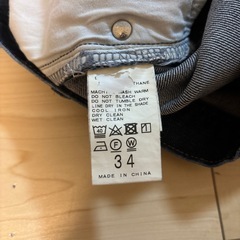 MACHINE WASH WARM
DO NOT BLEACH
DO NOT TUMBLE DRY
LINE DRY IN THE SHADE
COOL IRON
DRY CLEAN
WET CLEAN
34
MADE IN CHINA